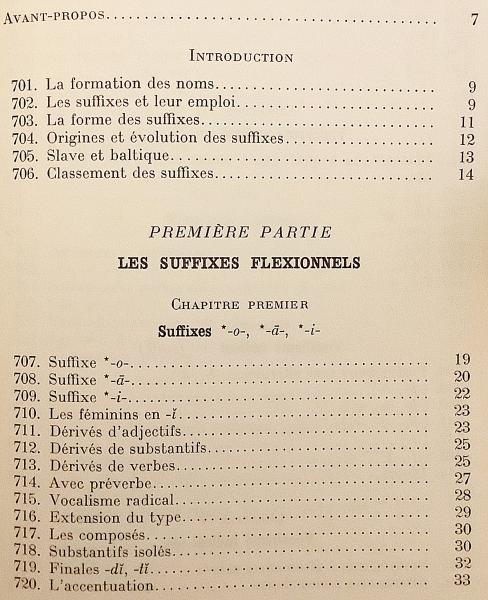 AVANT-PROPOS........................................ 7
INTRODUCTION
701. La formation des noms........................... 9
702. Les suffixes et leur emploi........................ 9
703. La forme des suffixes............................ 11
704. Origines et évolution des suffixes.................. 12
705. Slave et baltique................................ 13
706. Classement des suffixes.......................... 14
PREMIÈRE PARTIE
LES SUFFIXES FLEXIONNELS
CHAPITRE PREMIER
Suffixes *-o-, *-ā-, *-i-
707. Suffixe *-o-.................................... 19
708. Suffixe *-ā-.................................... 20
709. Suffixe *-i-.................................... 22
710. Les féminins en -ĭ............................... 23
711. Dérivés d'adjectifs.............................. 23
712. Dérivés de substantifs........................... 25
713. Dérivés de verbes............................... 25
714. Avec préverbe.................................. 27
715. Vocalisme radical............................... 28
716. Extension du type............................... 29
717. Les composés................................... 30
718. Substantifs isolés............................... 30
719. Finales -dĭ, -tĭ.................................. 32
720. L'accentuation.................................. 33